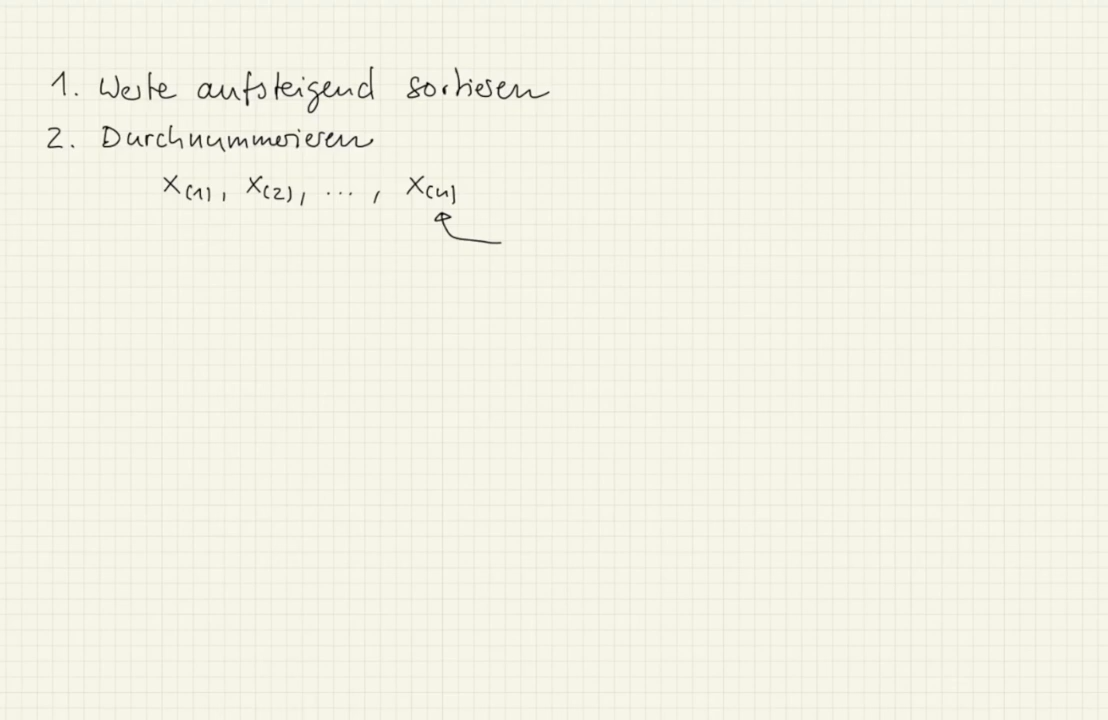 1. Werte aufsteigend sortieren
2. Durchnummerieren
x(1), x(2), ..., x(n)